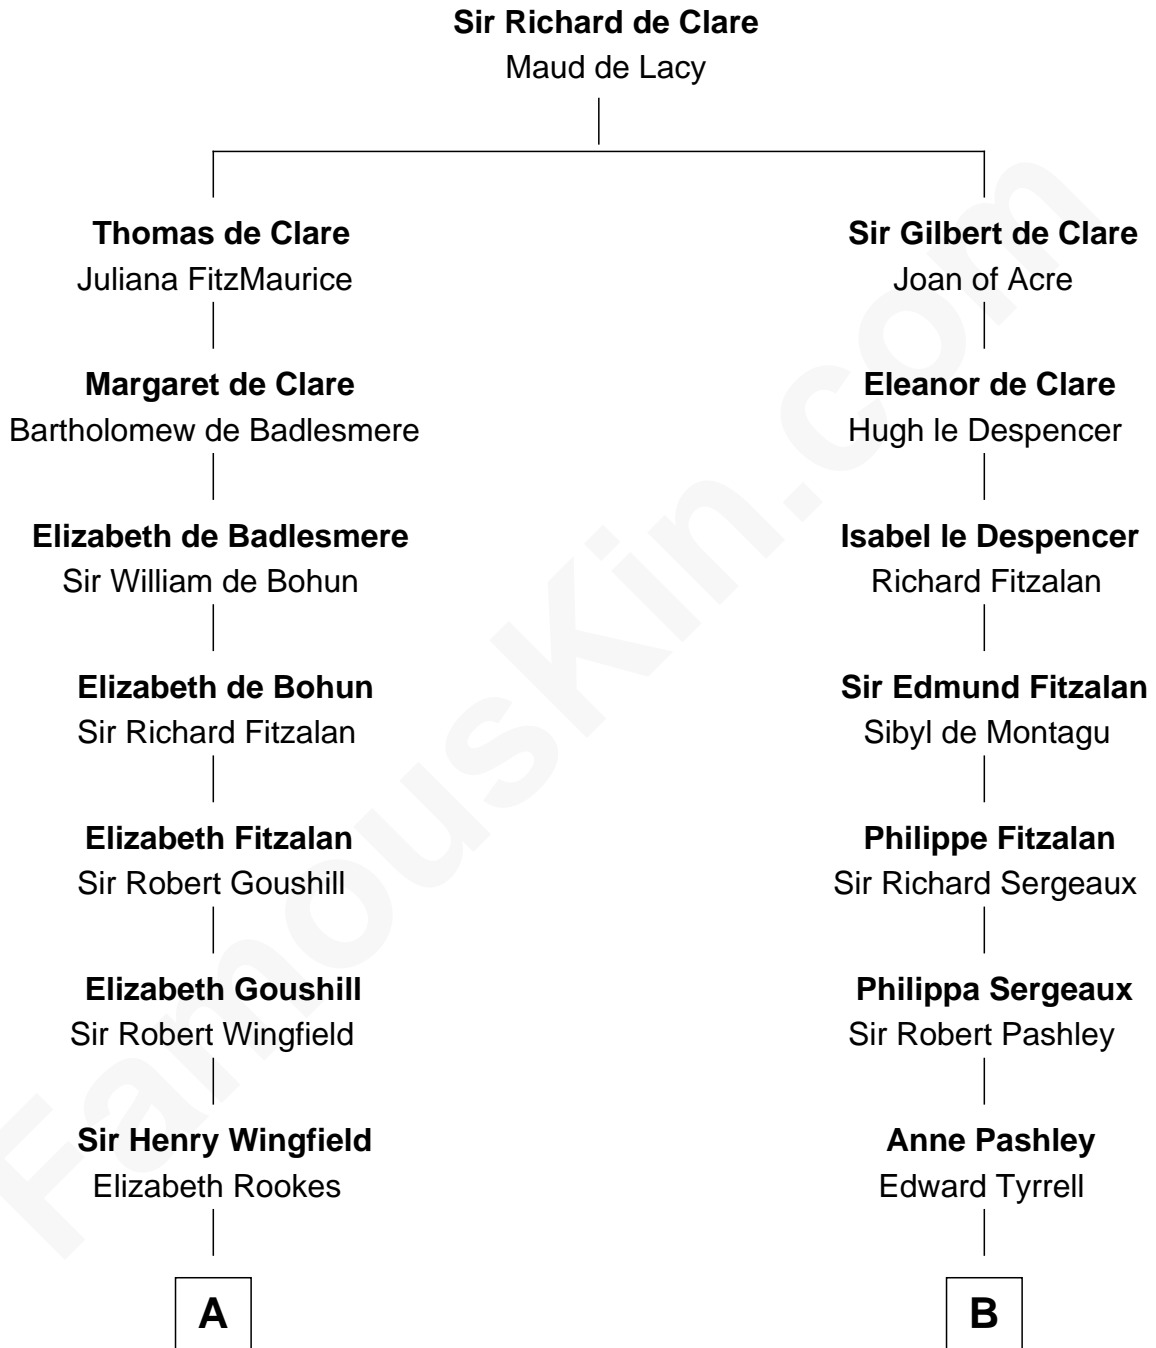 Sir Richard de Clare
Maud de Lacy
Thomas de Clare
Juliana FitzMaurice
Sir Gilbert de Clare
Joan of Acre
Margaret de Clare
Bartholomew de Badlesmere
Eleanor de Clare
Hugh le Despencer
Elizabeth de Badlesmere
Sir William de Bohun
Isabel le Despencer
Richard Fitzalan
Elizabeth de Bohun
Sir Richard Fitzalan
Sir Edmund Fitzalan
Sibyl de Montagu
Elizabeth Fitzalan
Sir Robert Goushill
Philippe Fitzalan
Sir Richard Sergeaux
Elizabeth Goushill
Sir Robert Wingfield
Philippa Sergeaux
Sir Robert Pashley
Sir Henry Wingfield
Elizabeth Rookes
Anne Pashley
Edward Tyrrell
A
B
FamousKin.com